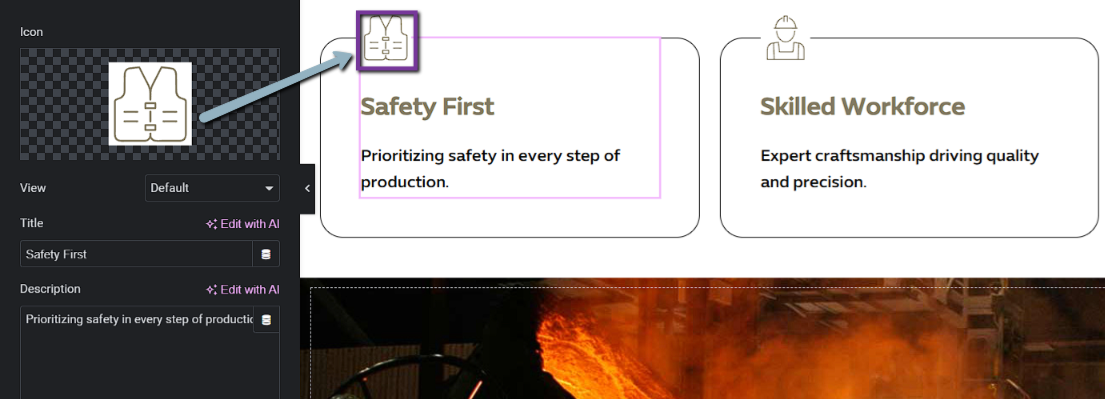 Icon
View
Default
Title
Edit with AI
Safety First
Description
Edit with AI
Prioritizing safety in every step of productic
Safety First
Prioritizing safety in every step of
production.
Skilled Workforce
Expert craftsmanship driving quality
and precision.